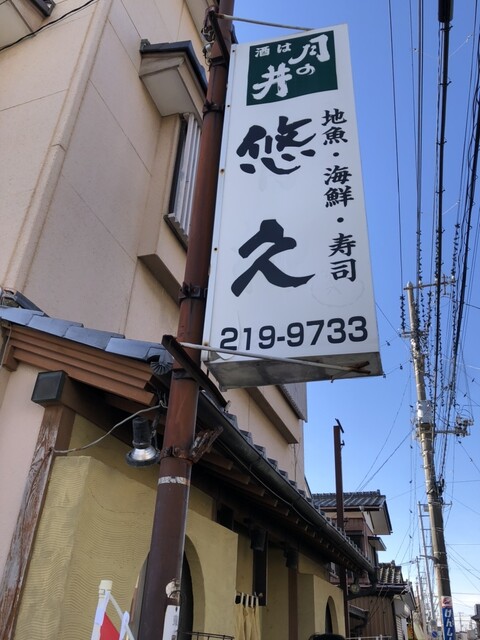 酒は
月の
井
地魚・海鮮・寿司
悠久
219-9733